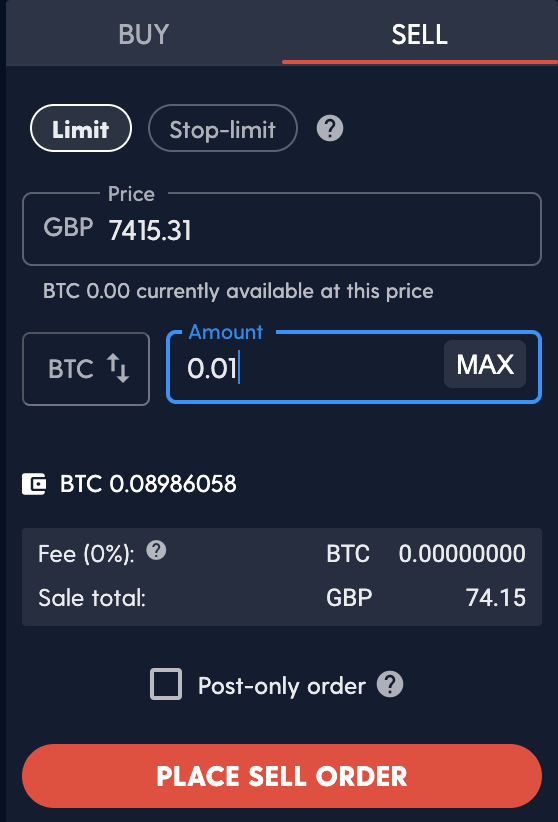 BUY SELL
Limit Stop-limit ?
Price
GBP 7415.31
BTC 0.00 currently available at this price
Amount
BTC 0.01 MAX
BTC 0.08986058
Fee (0%): ? BTC 0.00000000
Sale total: GBP 74.15
Post-only order ?
PLACE SELL ORDER